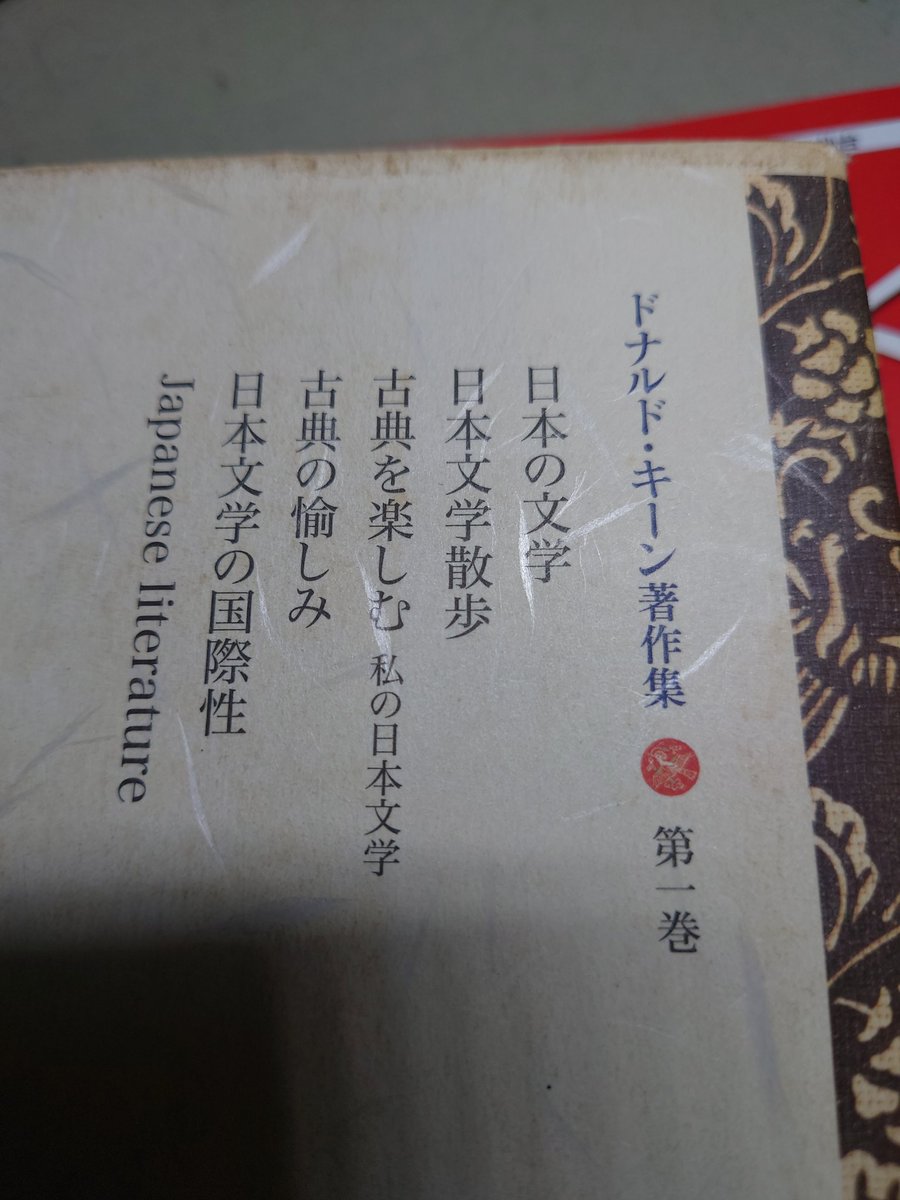 ドナルド・キーン著作集 第一巻
日本の文学
日本文学散歩
古典を楽しむ 私の日本文学
古典の愉しみ
日本文学の国際性
Japanese literature